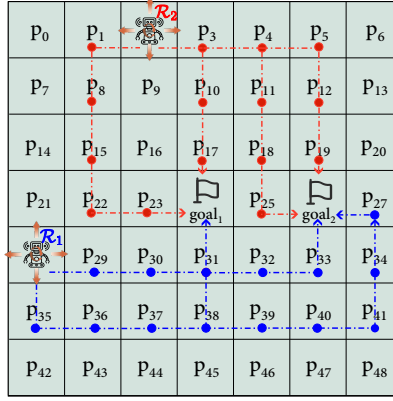 p0 p1 R2 p3 p4 p5 p6
p7 p8 p9 p10 p11 p12 p13
p14 p15 p16 p17 p18 p19 p20
p21 p22 p23 goal1 p25 goal2 p27
R1 p29 p30 p31 p32 p33 p34
p35 p36 p37 p38 p39 p40 p41
p42 p43 p44 p45 p46 p47 p48